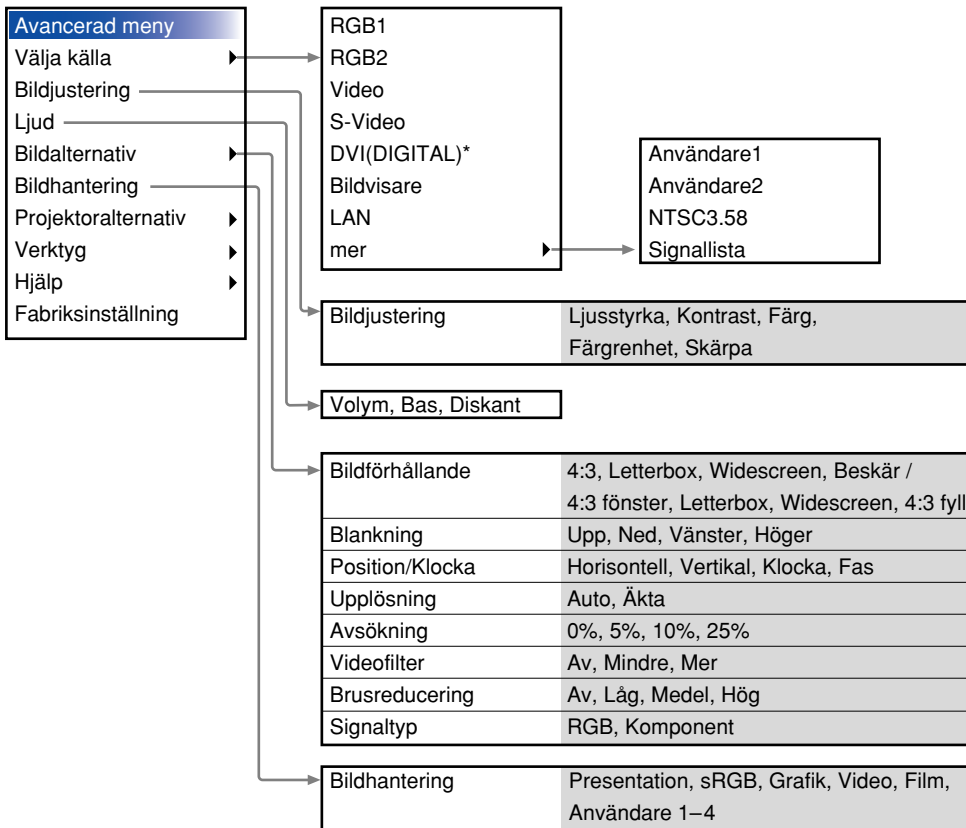 Avancerad meny
Välja källa
Bildjustering
Ljud
Bildalternativ
Bildhantering
Projektoralternativ
Verktyg
Hjälp
Fabriksinställning
RGB1
RGB2
Video
S-Video
DVI(DIGITAL)*
Bildvisare
LAN
mer
Användare1
Användare2
NTSC3.58
Signallista
Bildjustering Ljusstyrka, Kontrast, Färg,
Färgrenhet, Skärpa
Volym, Bas, Diskant
Bildförhållande 4:3, Letterbox, Widescreen, Beskär /
4:3 fönster, Letterbox, Widescreen, 4:3 fyll
Blankning Upp, Ned, Vänster, Höger
Position/Klocka Horisontell, Vertikal, Klocka, Fas
Upplösning Auto, Äkta
Avsökning 0%, 5%, 10%, 25%
Videofilter Av, Mindre, Mer
Brusreducering Av, Låg, Medel, Hög
Signaltyp RGB, Komponent
Bildhantering Presentation, sRGB, Grafik, Video, Film,
Användare 1–4